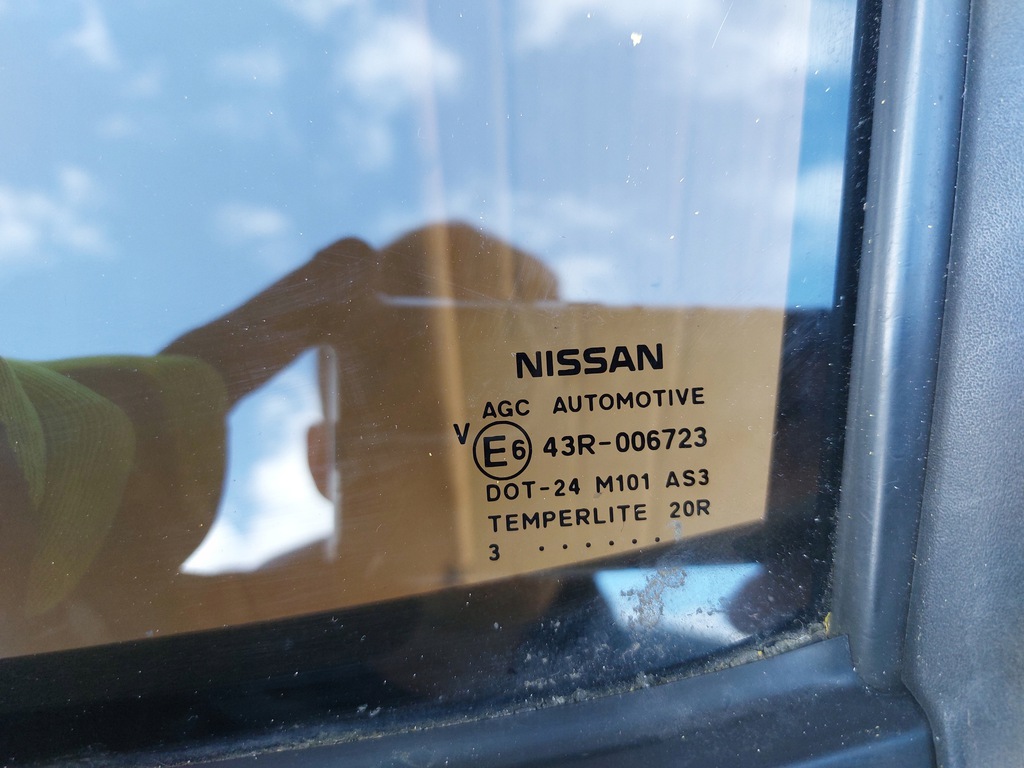 NISSAN
AGC AUTOMOTIVE
V E6 43R-006723
DOT-24 M101 AS3
TEMPERLITE 20R
3 . . . . . .